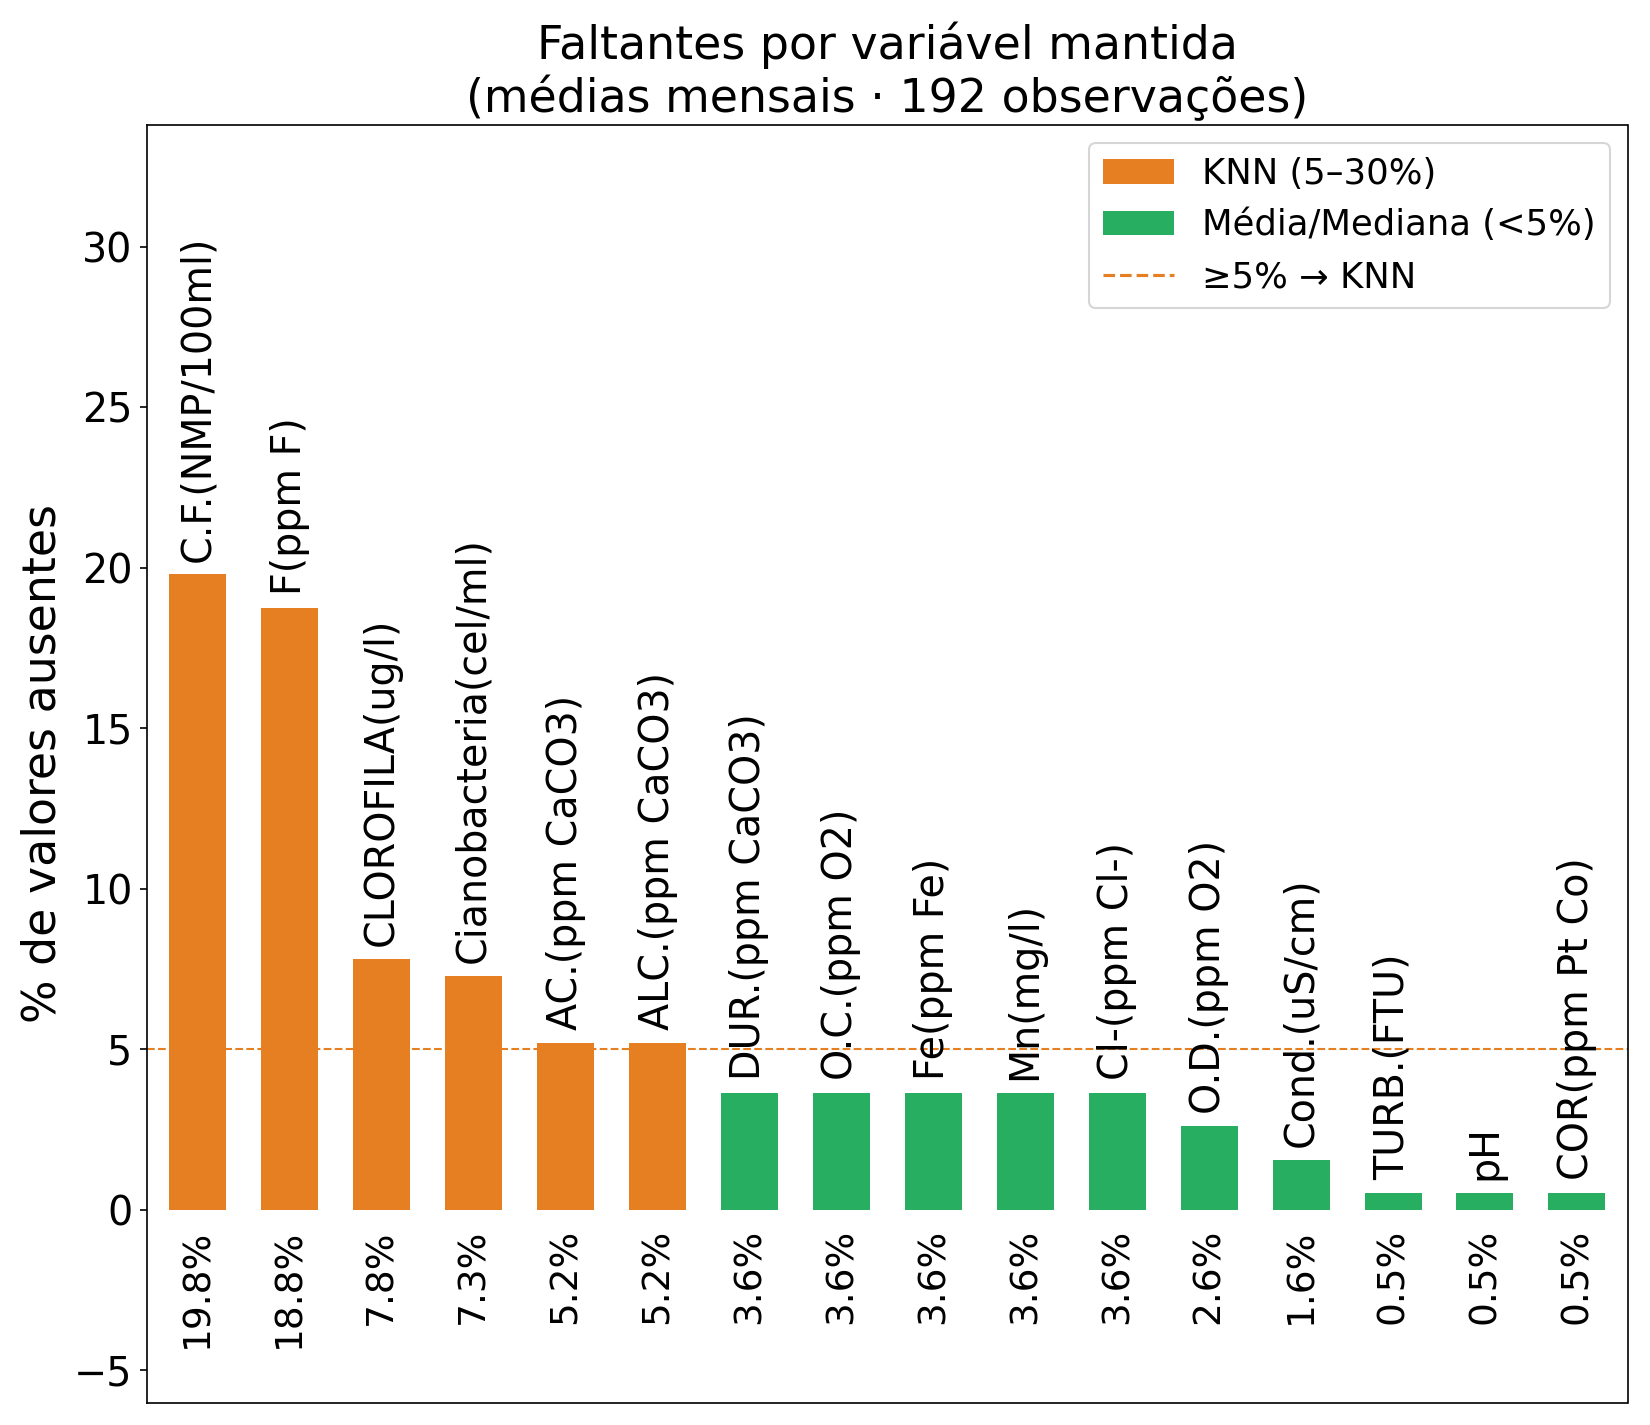 Faltantes por variável mantida
(médias mensais · 192 observações)
KNN (5–30%)
Média/Mediana (<5%)
≥5% → KNN
% de valores ausentes
30
25
20
15
10
5
0
−5
C.F.(NMP/100ml)
F(ppm F)
CLOROFILA(ug/l)
Cianobacteria(cel/ml)
AC.(ppm CaCO3)
ALC.(ppm CaCO3)
DUR.(ppm CaCO3)
O.C.(ppm O2)
Fe(ppm Fe)
Mn(mg/l)
Cl-(ppm Cl-)
O.D.(ppm O2)
Cond.(uS/cm)
TURB.(FTU)
pH
COR(ppm Pt Co)
19.8%
18.8%
7.8%
7.3%
5.2%
5.2%
3.6%
3.6%
3.6%
3.6%
3.6%
2.6%
1.6%
0.5%
0.5%
0.5%